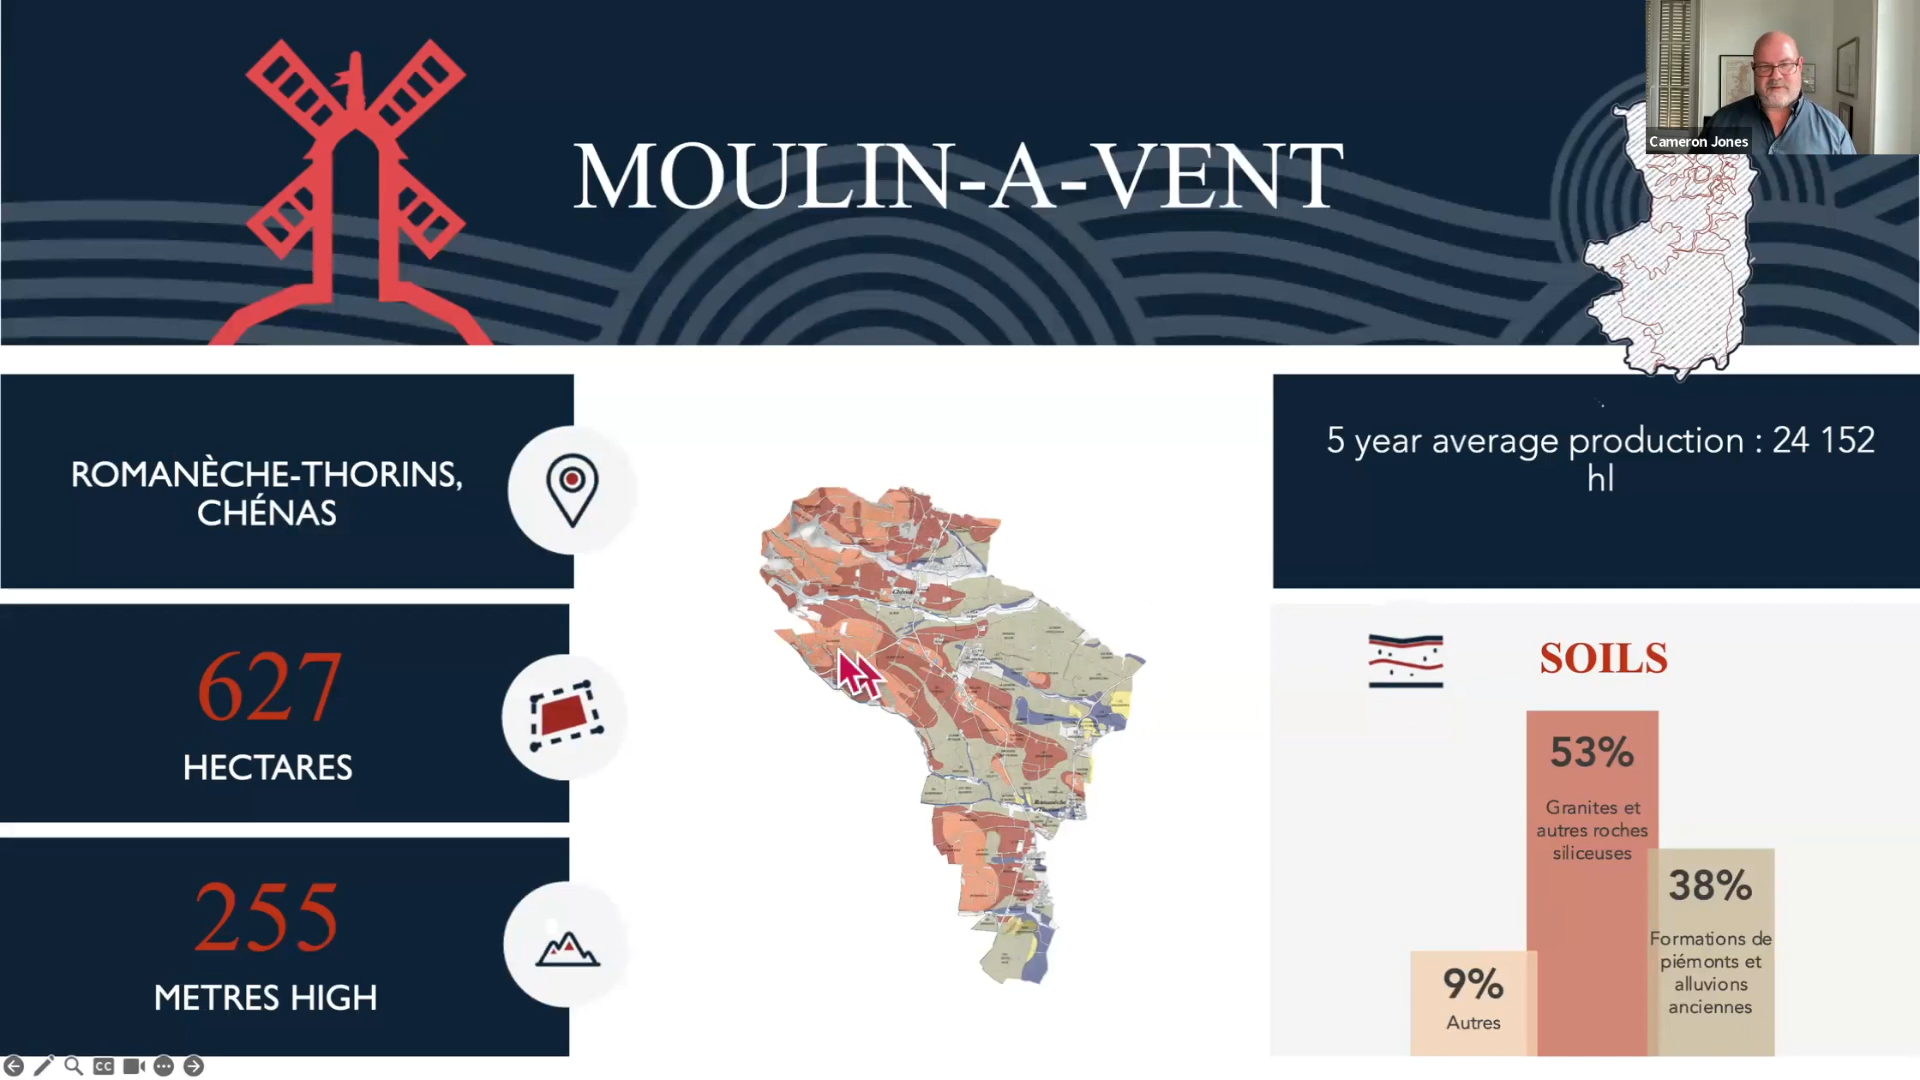 MOULIN-A-VENT
Cameron Jones
ROMANÈCHE-THORINS,
CHÉNAS
627
HECTARES
255
METRES HIGH
5 year average production : 24 152
hl
SOILS
53%
Granites et
autres roches
siliceuses
38%
Formations de
piémonts et
alluvions
anciennes
9%
Autres
CC